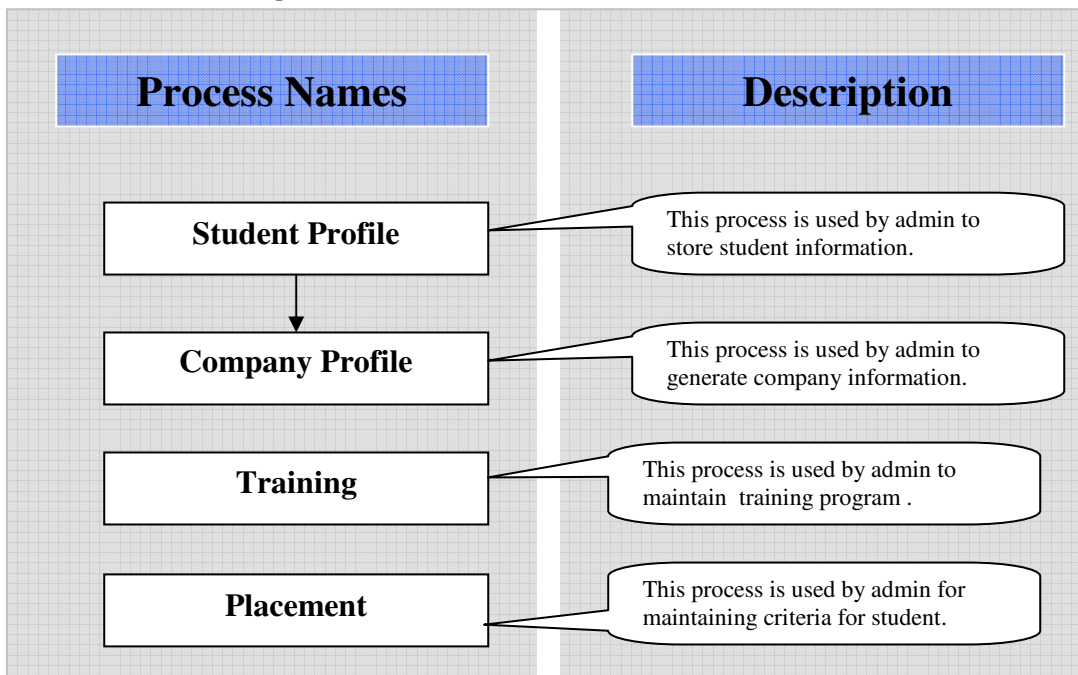 Process Names
Description
Student Profile
This process is used by admin to
store student information.
Company Profile
This process is used by admin to
generate company information.
Training
This process is used by admin to
maintain training program .
Placement
This process is used by admin for
maintaining criteria for student.